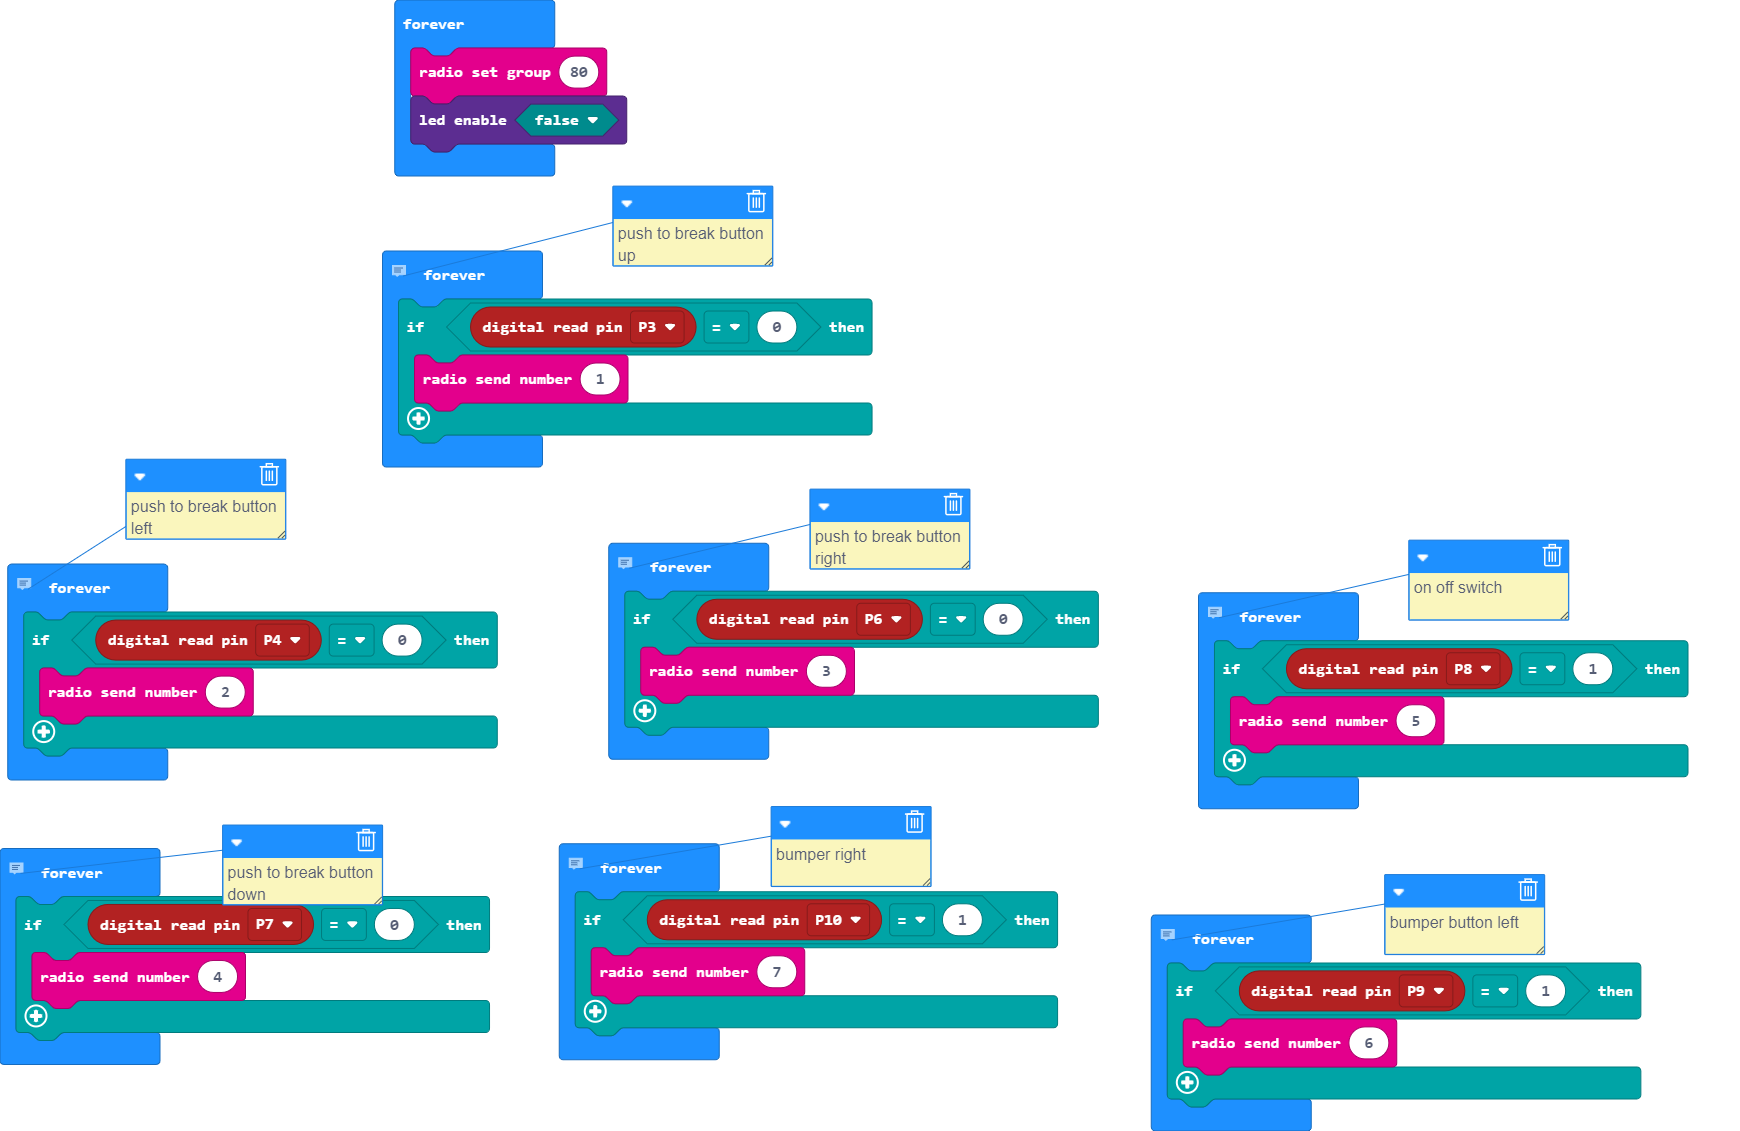 forever
radio set group 80
led enable false
push to break button
up
forever
if digital read pin P3 = 0 then
radio send number 1
push to break button
left
forever
if digital read pin P4 = 0 then
radio send number 2
push to break button
right
forever
if digital read pin P6 = 0 then
radio send number 3
on off switch
forever
if digital read pin P8 = 1 then
radio send number 5
push to break button
down
forever
if digital read pin P7 = 0 then
radio send number 4
bumper right
forever
if digital read pin P10 = 1 then
radio send number 7
bumper button left
forever
if digital read pin P9 = 1 then
radio send number 6